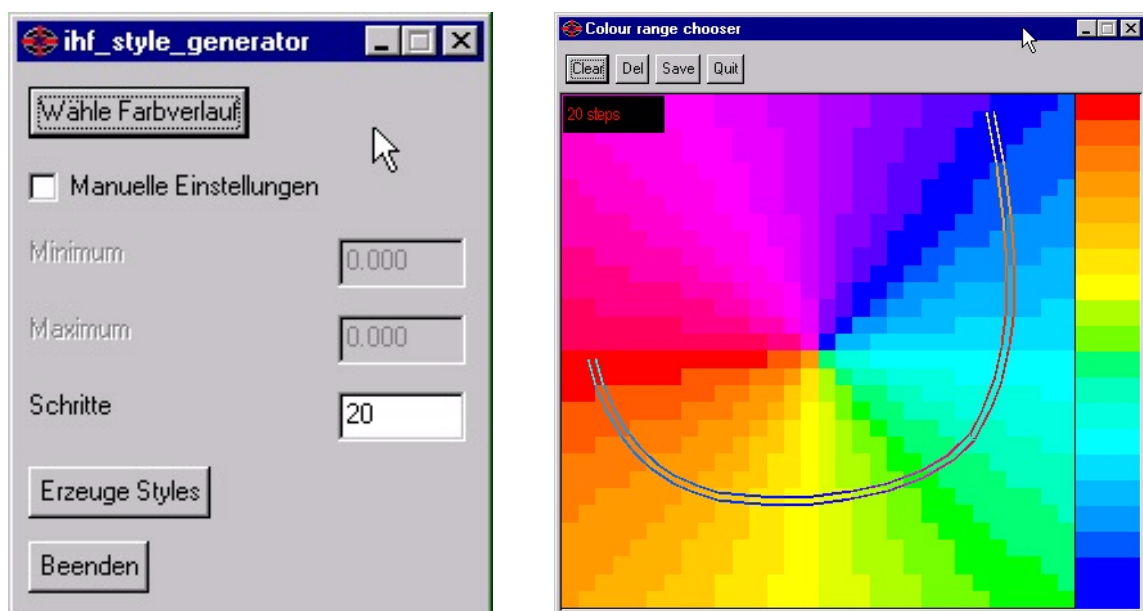 ihf_style_generator
Wähle Farbverlauf
Manuelle Einstellungen
Minimum 0.000
Maximum 0.000
Schritte 20
Erzeuge Styles
Beenden
Colour range chooser
Clear Del Save Quit
20 steps